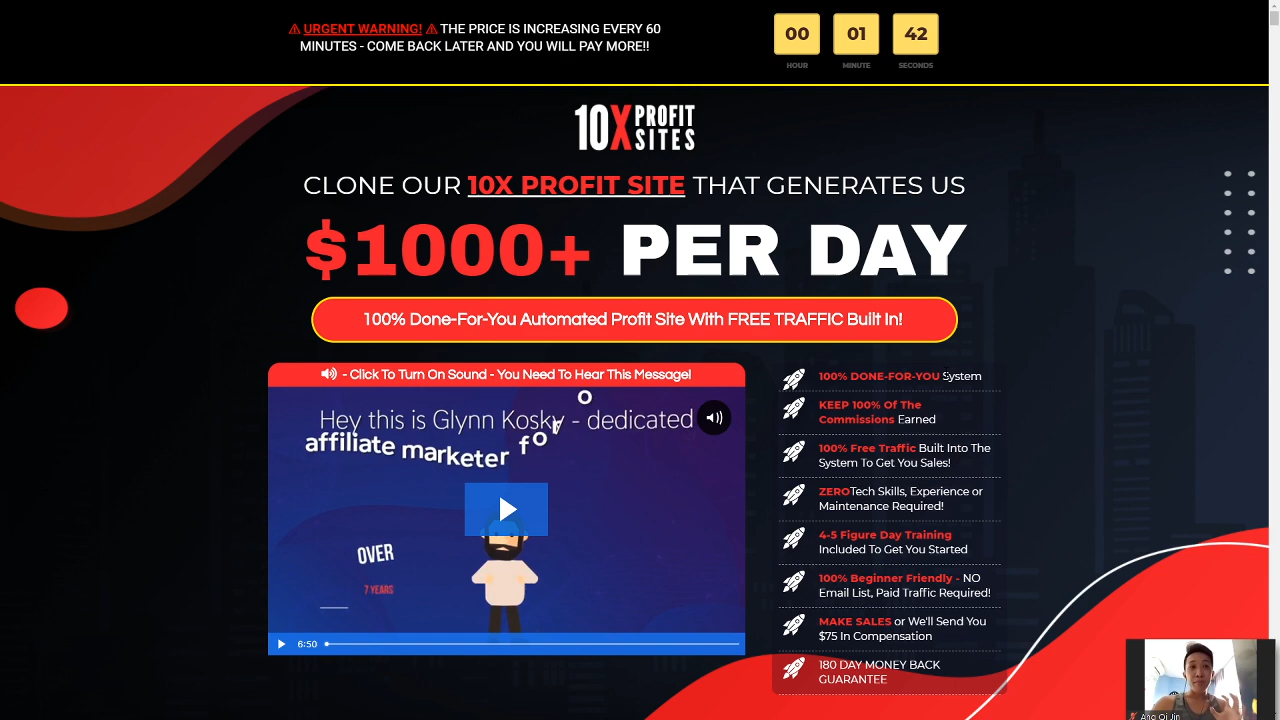 ⚠ URGENT WARNING! ⚠ THE PRICE IS INCREASING EVERY 60
MINUTES - COME BACK LATER AND YOU WILL PAY MORE!!
00 01 42
HOUR MINUTE SECONDS
10X PROFIT
SITES
CLONE OUR 10X PROFIT SITE THAT GENERATES US
$1000+ PER DAY
100% Done-For-You Automated Profit Site With FREE TRAFFIC Built In!
- Click To Turn On Sound - You Need To Hear This Message!
Hey this is Glynn Kosky - dedicated
affiliate marketer for
OVER
7 YEARS
6:50
100% DONE-FOR-YOU System
KEEP 100% Of The
Commissions Earned
100% Free Traffic Built Into The
System To Get You Sales!
ZEROTech Skills, Experience or
Maintenance Required!
4-5 Figure Day Training
Included To Get You Started
100% Beginner Friendly - NO
Email List, Paid Traffic Required!
MAKE SALES or We'll Send You
$75 In Compensation
180 DAY MONEY BACK
GUARANTEE
Ang Qi Jin